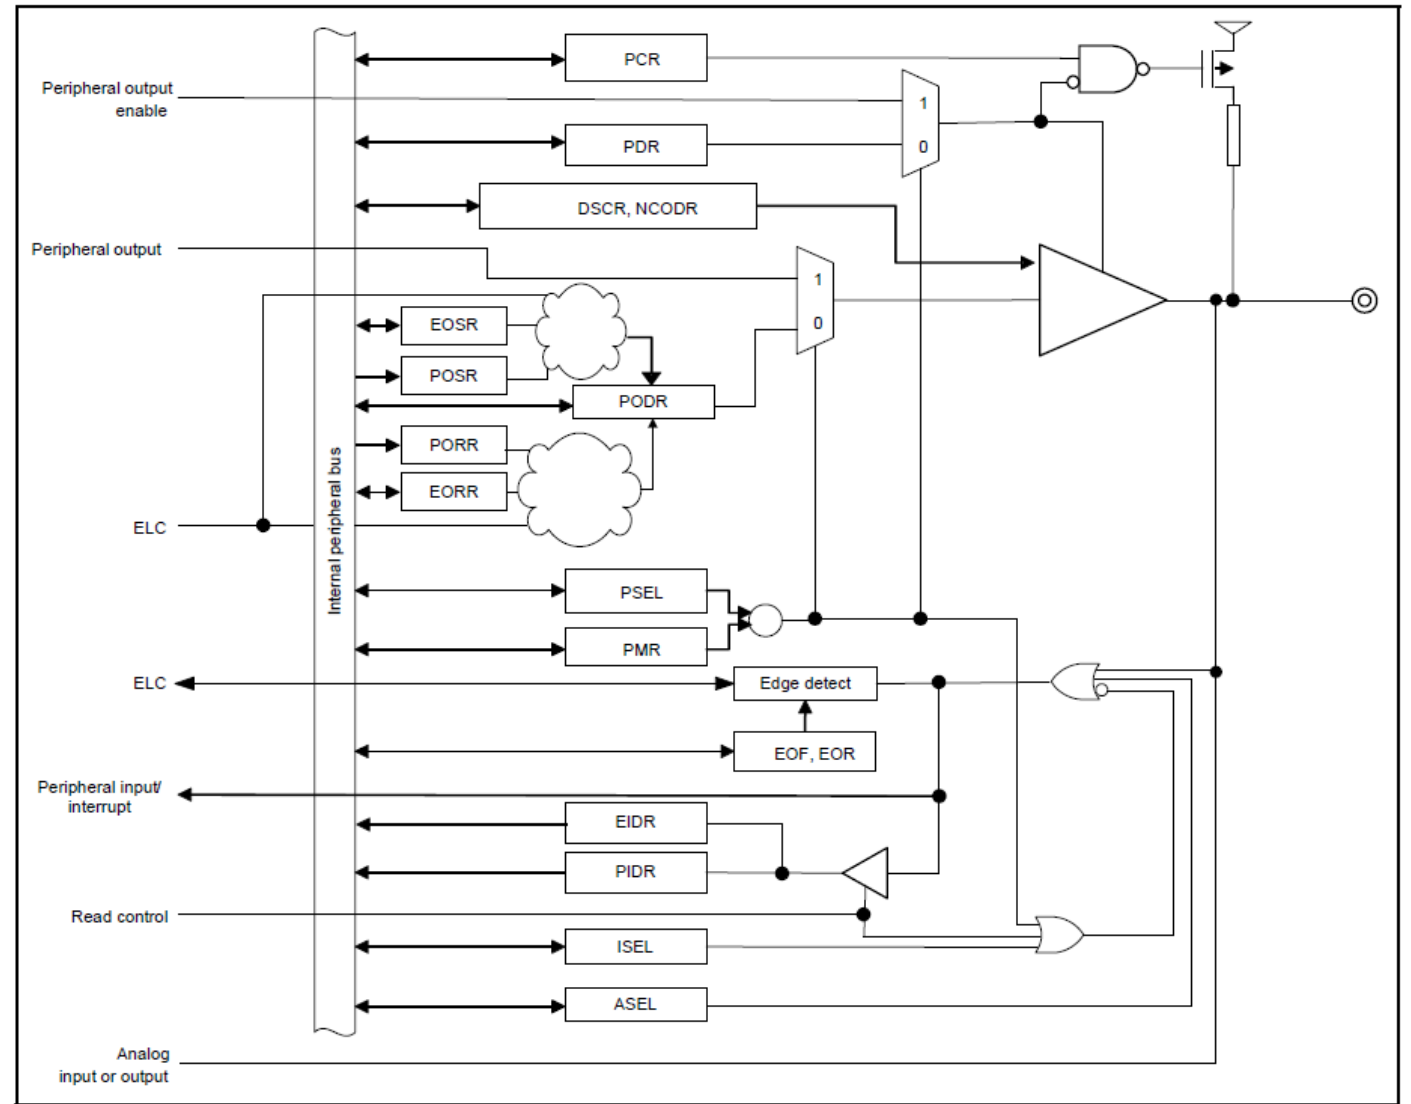 PCR
Peripheral output
enable
1
PDR
0
DSCR, NCODR
Peripheral output
1
EOSR
0
POSR
PODR
PORR
EORR
Internal peripheral bus
ELC
PSEL
PMR
ELC
Edge detect
EOF, EOR
Peripheral input/
interrupt
EIDR
PIDR
Read control
ISEL
ASEL
Analog
input or output